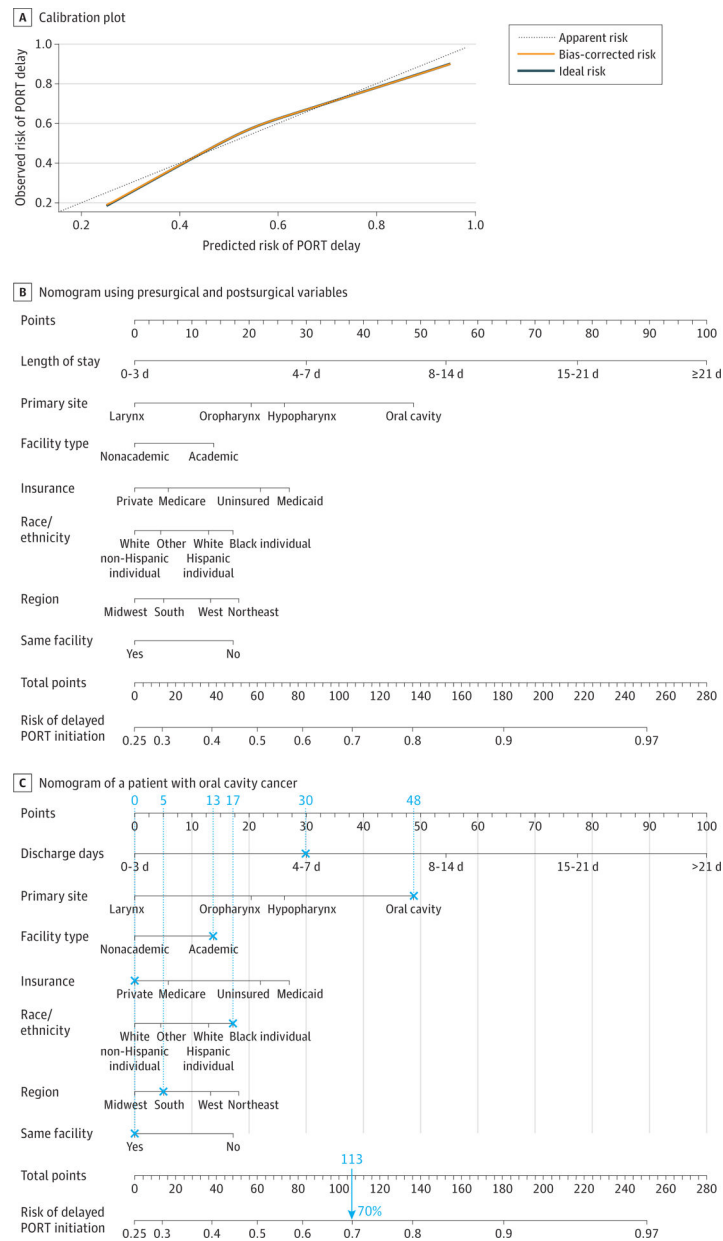 A Calibration plot
1.0
0.8
0.6
0.4
0.2
Observed risk of PORT delay
0.2 0.4 0.6 0.8 1.0
Predicted risk of PORT delay
Apparent risk
Bias-corrected risk
Ideal risk
B Nomogram using presurgical and postsurgical variables
Points
0 10 20 30 40 50 60 70 80 90 100
Length of stay
0-3 d 4-7 d 8-14 d 15-21 d ≥21 d
Primary site
Larynx Oropharynx Hypopharynx Oral cavity
Facility type
Nonacademic Academic
Insurance
Private Medicare Uninsured Medicaid
Race/
ethnicity
White Other White Black individual
non-Hispanic Hispanic
individual individual
Region
Midwest South West Northeast
Same facility
Yes No
Total points
0 20 40 60 80 100 120 140 160 180 200 220 240 260 280
Risk of delayed
PORT initiation
0.25 0.3 0.4 0.5 0.6 0.7 0.8 0.9 0.97
C Nomogram of a patient with oral cavity cancer
0 5 13 17 30 48
Points
0 10 20 30 40 50 60 70 80 90 100
Discharge days
0-3 d 4-7 d 8-14 d 15-21 d >21 d
Primary site
Larynx Oropharynx Hypopharynx Oral cavity
Facility type
Nonacademic Academic
Insurance
Private Medicare Uninsured Medicaid
Race/
ethnicity
White Other White Black individual
non-Hispanic Hispanic
individual individual
Region
Midwest South West Northeast
Same facility
Yes No
113
Total points
0 20 40 60 80 100 120 140 160 180 200 220 240 260 280
70%
Risk of delayed
PORT initiation
0.25 0.3 0.4 0.5 0.6 0.7 0.8 0.9 0.97